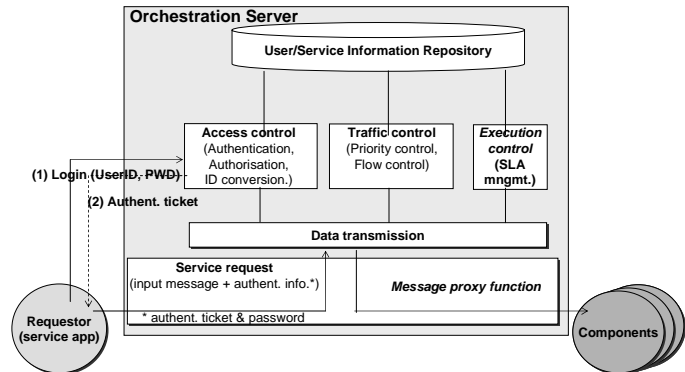 Orchestration Server
User/Service Information Repository
Access control
(Authentication,
Authorisation,
ID conversion.)
Traffic control
(Priority control,
Flow control)
Execution
control
(SLA
mngmt.)
(1) Login (UserID, PWD)
(2) Authent. ticket
Data transmission
Service request
(input message + authent. info.*)
Message proxy function
* authent. ticket & password
Requestor
(service app)
Components